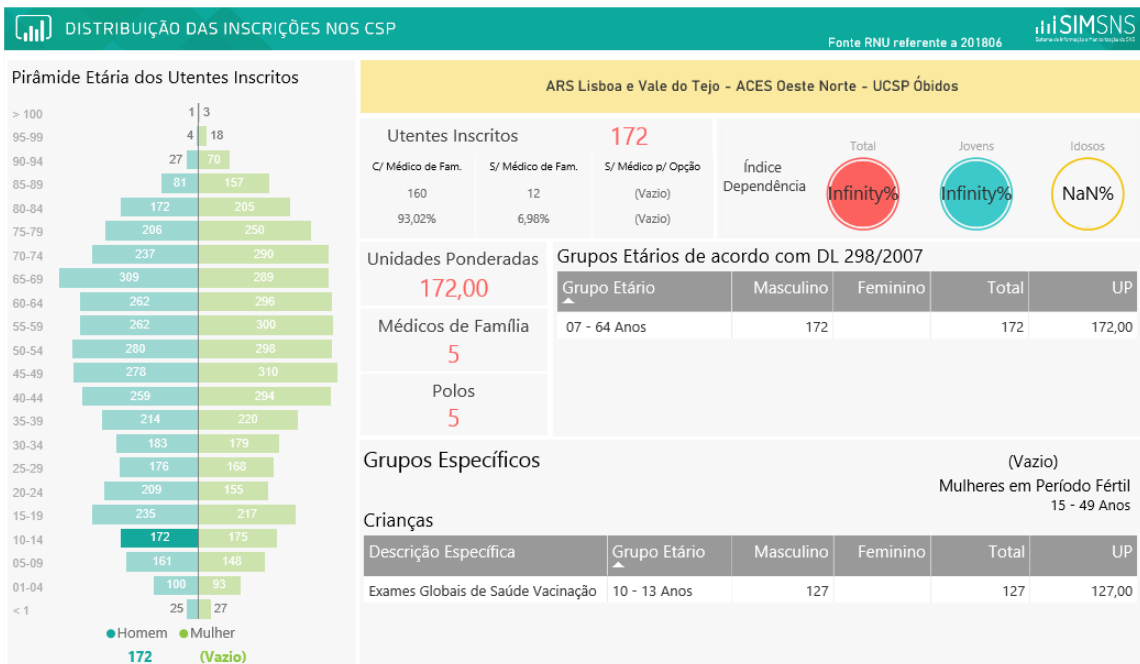 DISTRIBUIÇÃO DAS INSCRIÇÕES NOS CSP
Fonte RNU referente a 201806
SIMSNS
Pirâmide Etária dos Utentes Inscritos
> 100 1 3
95-99 4 18
90-94 27 70
85-89 81 157
80-84 172 205
75-79 206 250
70-74 237 290
65-69 309 289
60-64 262 296
55-59 262 300
50-54 280 298
45-49 278 310
40-44 259 294
35-39 214 220
30-34 183 179
25-29 176 168
20-24 209 155
15-19 235 217
10-14 172 175
05-09 161 148
01-04 100 93
< 1 25 27
Homem Mulher
172 (Vazio)
ARS Lisboa e Vale do Tejo - ACES Oeste Norte - UCSP Óbidos
Utentes Inscritos 172
C/ Médico de Fam. S/ Médico de Fam. S/ Médico p/ Opção
160 12 (Vazio)
93,02% 6,98% (Vazio)
Índice
Dependência
Total Jovens Idosos
Infinity% Infinity% NaN%
Unidades Ponderadas
172,00
Médicos de Família
5
Polos
5
Grupos Etários de acordo com DL 298/2007
Grupo Etário Masculino Feminino Total UP
07 - 64 Anos 172 172 172,00
Grupos Específicos
(Vazio)
Mulheres em Período Fértil
15 - 49 Anos
Crianças
Descrição Específica Grupo Etário Masculino Feminino Total UP
Exames Globais de Saúde Vacinação 10 - 13 Anos 127 127 127,00